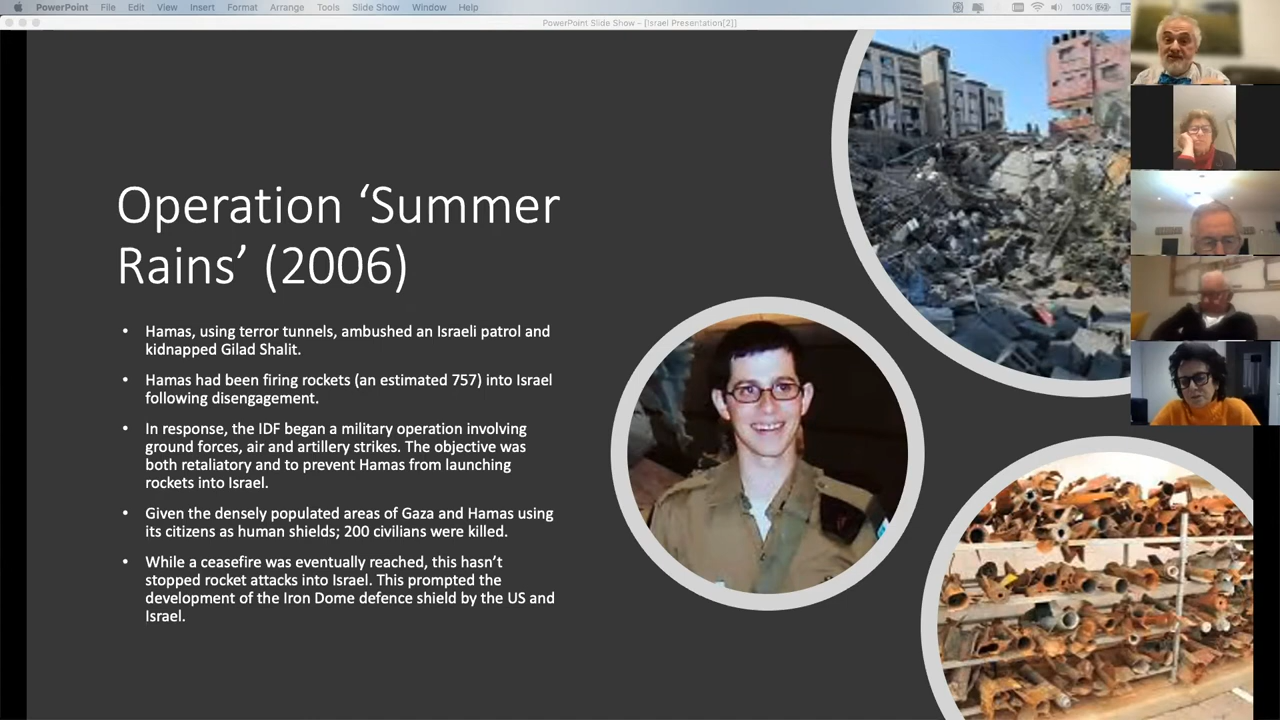 PowerPoint File Edit View Insert Format Arrange Tools Slide Show Window Help 100%
PowerPoint Slide Show – [Israel Presentation[2]]
Operation ‘Summer
Rains’ (2006)
• Hamas, using terror tunnels, ambushed an Israeli patrol and
kidnapped Gilad Shalit.
• Hamas had been firing rockets (an estimated 757) into Israel
following disengagement.
• In response, the IDF began a military operation involving
ground forces, air and artillery strikes. The objective was
both retaliatory and to prevent Hamas from launching
rockets into Israel.
• Given the densely populated areas of Gaza and Hamas using
its citizens as human shields; 200 civilians were killed.
• While a ceasefire was eventually reached, this hasn’t
stopped rocket attacks into Israel. This prompted the
development of the Iron Dome defence shield by the US and
Israel.